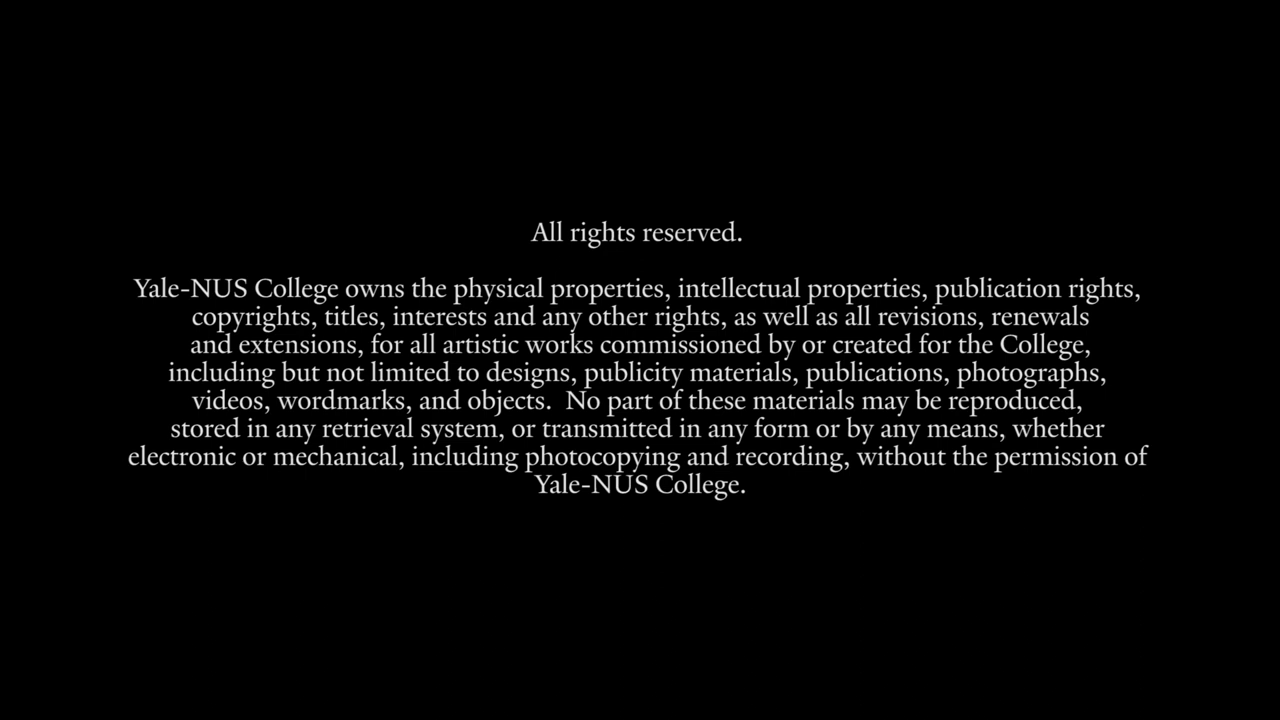 All rights reserved.
Yale-NUS College owns the physical properties, intellectual properties, publication rights,
copyrights, titles, interests and any other rights, as well as all revisions, renewals
and extensions, for all artistic works commissioned by or created for the College,
including but not limited to designs, publicity materials, publications, photographs,
videos, wordmarks, and objects.  No part of these materials may be reproduced,
stored in any retrieval system, or transmitted in any form or by any means, whether
electronic or mechanical, including photocopying and recording, without the permission of
Yale-NUS College.